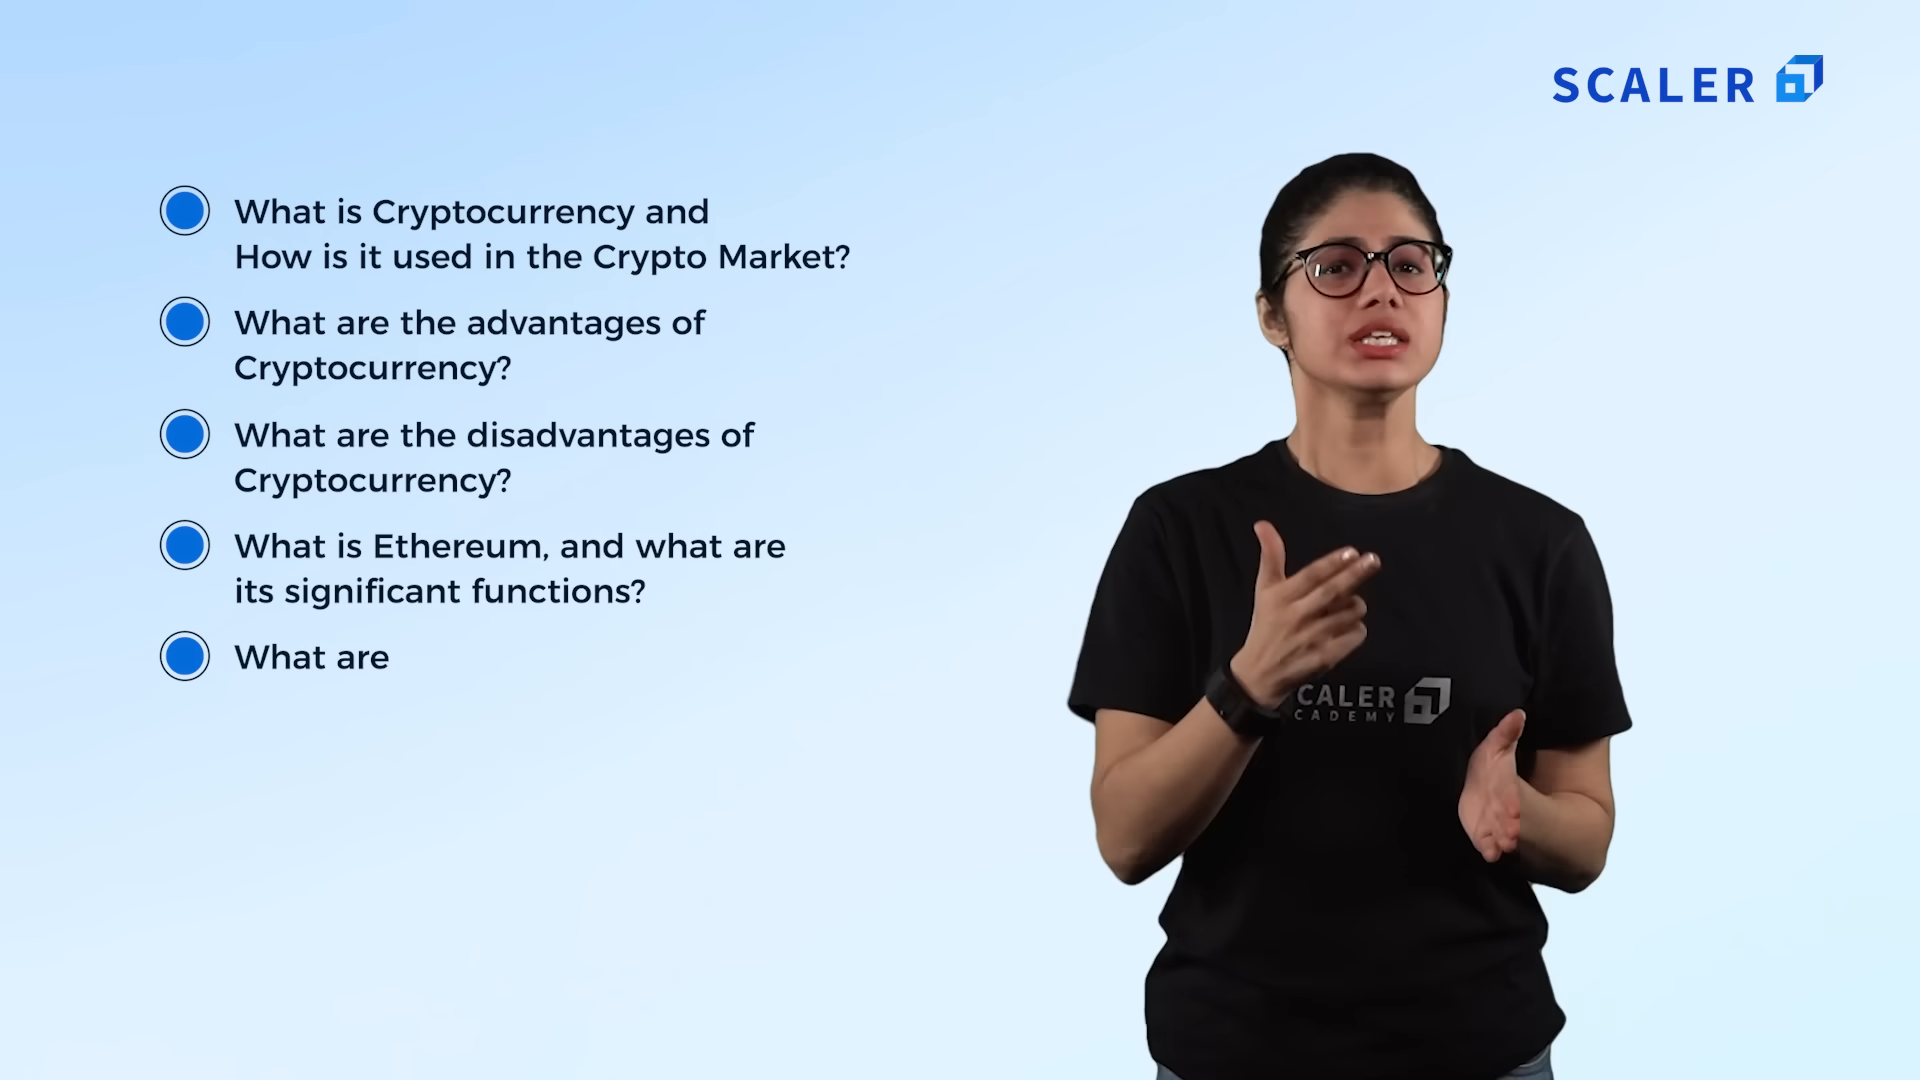 SCALER
What is Cryptocurrency and
How is it used in the Crypto Market?
What are the advantages of
Cryptocurrency?
What are the disadvantages of
Cryptocurrency?
What is Ethereum, and what are
its significant functions?
What are
CALER
CADEMY